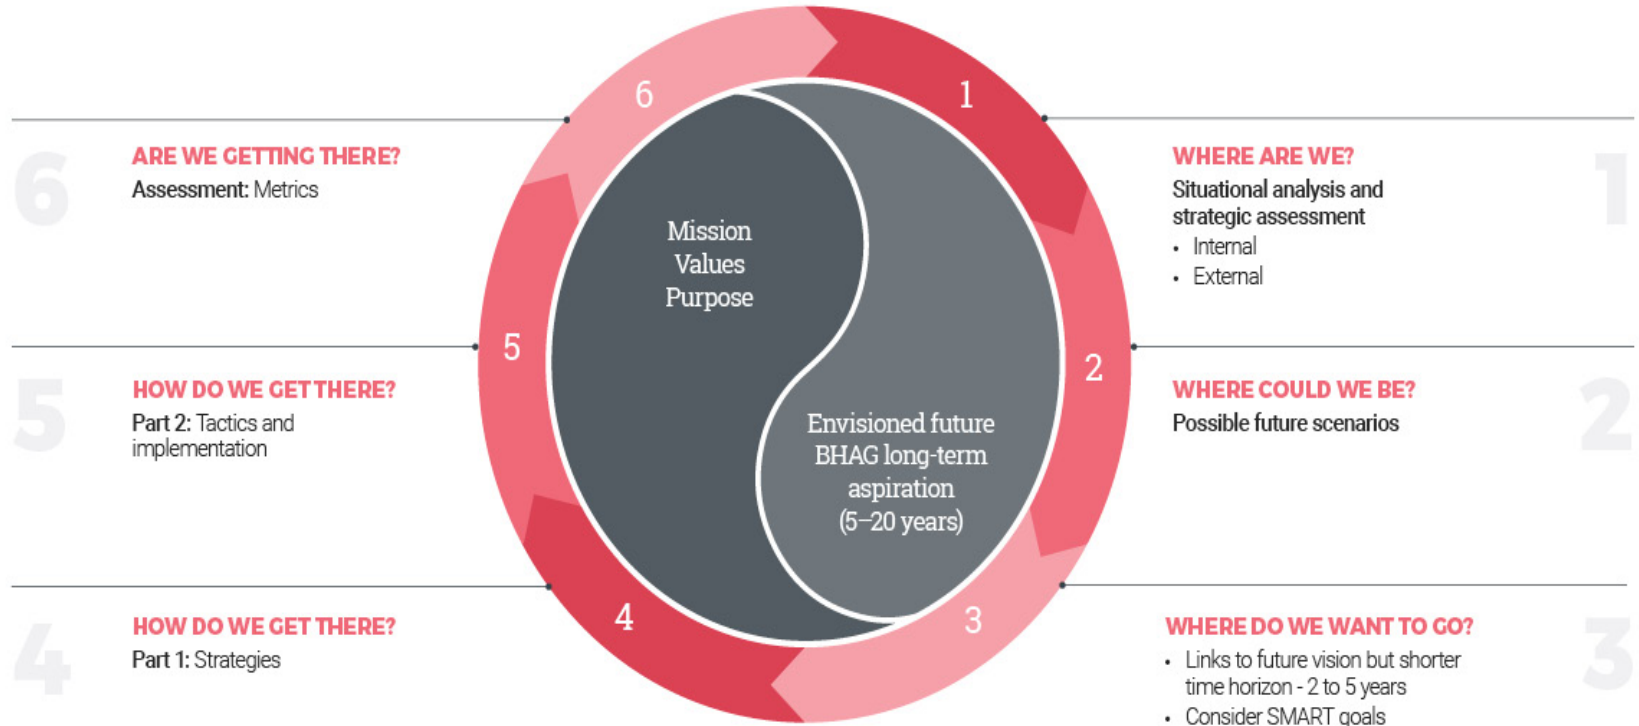 1
WHERE ARE WE?
Situational analysis and
strategic assessment
• Internal
• External
1
2
WHERE COULD WE BE?
Possible future scenarios
2
3
WHERE DO WE WANT TO GO?
• Links to future vision but shorter
time horizon - 2 to 5 years
• Consider SMART goals
3
4
HOW DO WE GET THERE?
Part 1: Strategies
4
5
HOW DO WE GET THERE?
Part 2: Tactics and
implementation
5
6
ARE WE GETTING THERE?
Assessment: Metrics
6
Mission
Values
Purpose
Envisioned future
BHAG long-term
aspiration
(5–20 years)